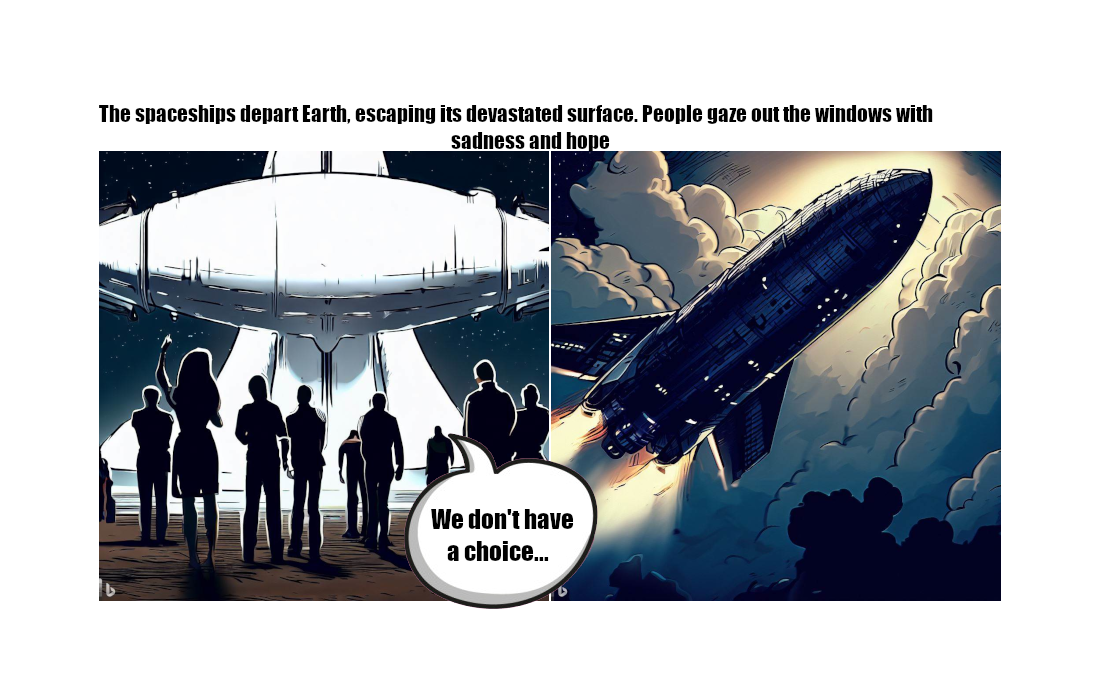 The spaceships depart Earth, escaping its devastated surface. People gaze out the windows with
sadness and hope
We don't have
a choice...